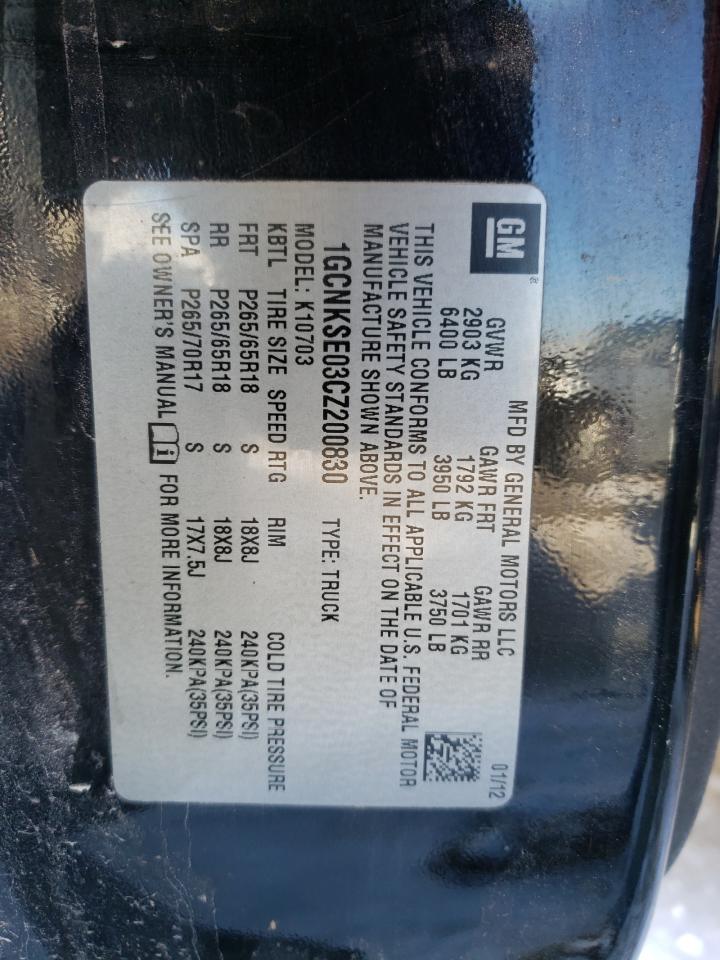 GM
MFD BY GENERAL MOTORS LLC 01/12
GVWR GAWR FRT GAWR RR
2903 KG 1792 KG 1701 KG
6400 LB 3950 LB 3750 LB
THIS VEHICLE CONFORMS TO ALL APPLICABLE U.S. FEDERAL MOTOR
VEHICLE SAFETY STANDARDS IN EFFECT ON THE DATE OF
MANUFACTURE SHOWN ABOVE.
1GCNKSE03CZ200830 TYPE: TRUCK
MODEL: K10703
KBTL TIRE SIZE SPEED RTG RIM COLD TIRE PRESSURE
FRT P265/65R18 S 18X8J 240KPA(35PSI)
RR P265/65R18 S 18X8J 240KPA(35PSI)
SPA P265/70R17 S 17X7.5J 240KPA(35PSI)
SEE OWNER'S MANUAL i FOR MORE INFORMATION.